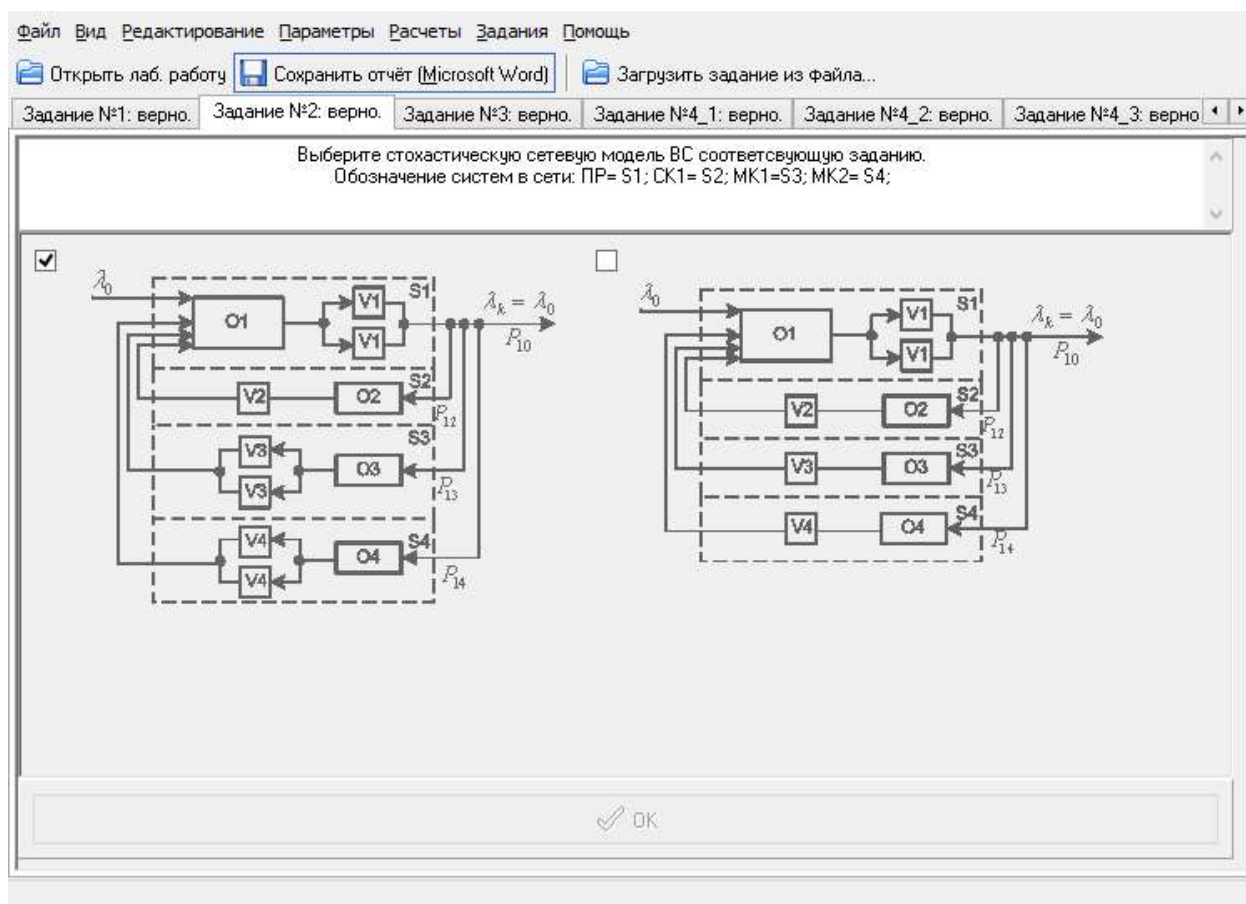 Файл Вид Редактирование Параметры Расчеты Задания Помощь
Открыть лаб. работу Сохранить отчёт (Microsoft Word) Загрузить задание из файла...
Задание №1: верно. Задание №2: верно. Задание №3: верно. Задание №4_1: верно. Задание №4_2: верно. Задание №4_3: верно
Выберите стохастическую сетевую модель ВС соответсвующую заданию.
Обозначение систем в сети: ПР= S1; СК1= S2; МК1=S3; МК2= S4;
λ0
O1
V1
V1
S1
λk = λ0
P10
V2
O2
S2
P12
V3
V3
O3
S3
P13
V4
V4
O4
S4
P14
λ0
O1
V1
V1
S1
λk = λ0
P10
V2
O2
S2
P12
V3
O3
S3
P13
V4
O4
S4
P14
OK